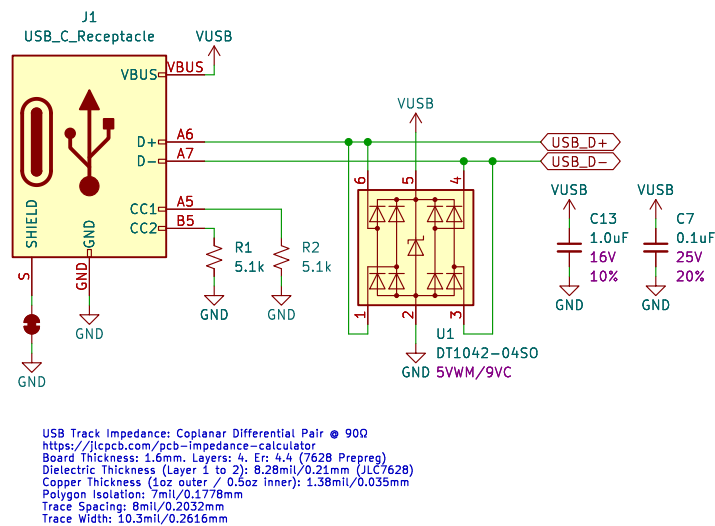 J1
USB_C_Receptacle
VUSB
VBUS
VBUS
D+
A6
D-
A7
CC1
A5
CC2
B5
SHIELD
GND
S
GND
R1
5.1k
R2
5.1k
GND
GND
GND
GND
VUSB
6
5
4
1
2
3
U1
DT1042-04SO
5VWM/9VC
GND
USB_D+
USB_D-
VUSB
C13
1.0uF
16V
10%
GND
VUSB
C7
0.1uF
25V
20%
GND
USB Track Impedance: Coplanar Differential Pair @ 90Ω
https://jlcpcb.com/pcb-impedance-calculator
Board Thickness: 1.6mm. Layers: 4. Er: 4.4 (7628 Prepreg)
Dielectric Thickness (Layer 1 to 2): 8.28mil/0.21mm (JLC7628)
Copper Thickness (1oz outer / 0.5oz inner): 1.38mil/0.035mm
Polygon Isolation: 7mil/0.1778mm
Trace Spacing: 8mil/0.2032mm
Trace Width: 10.3mil/0.2616mm